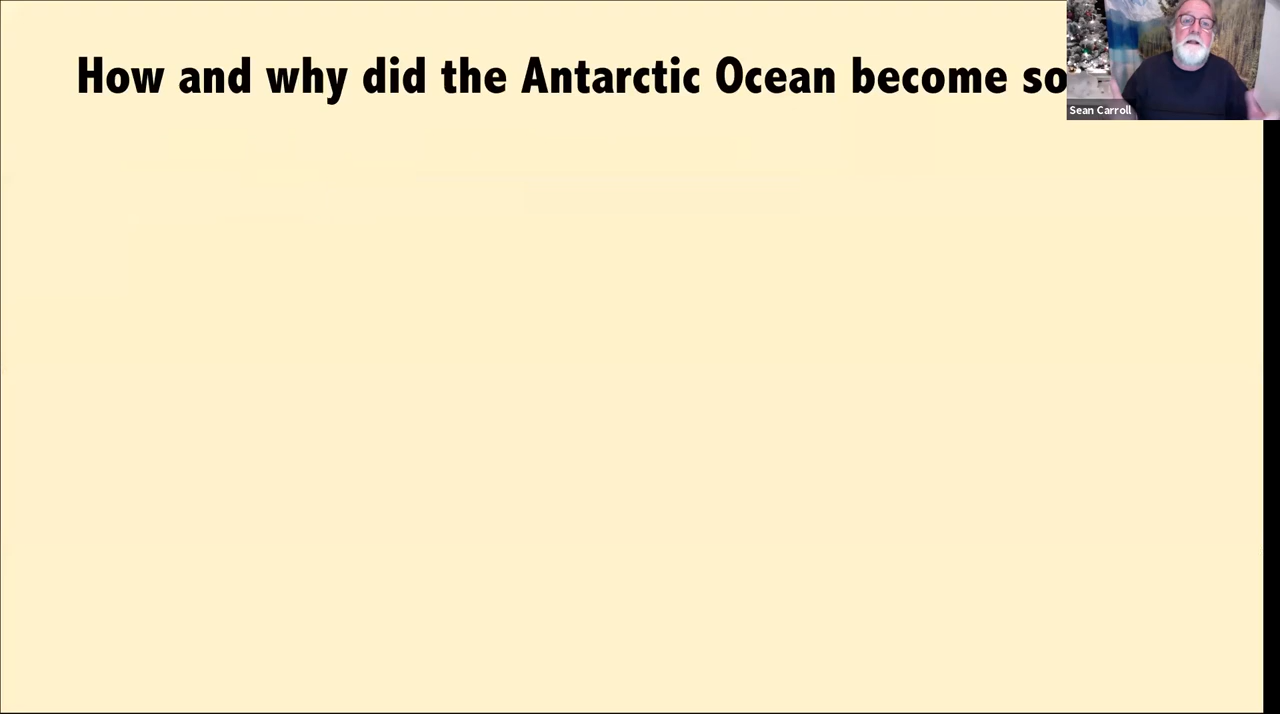 How and why did the Antarctic Ocean become so
Sean Carroll